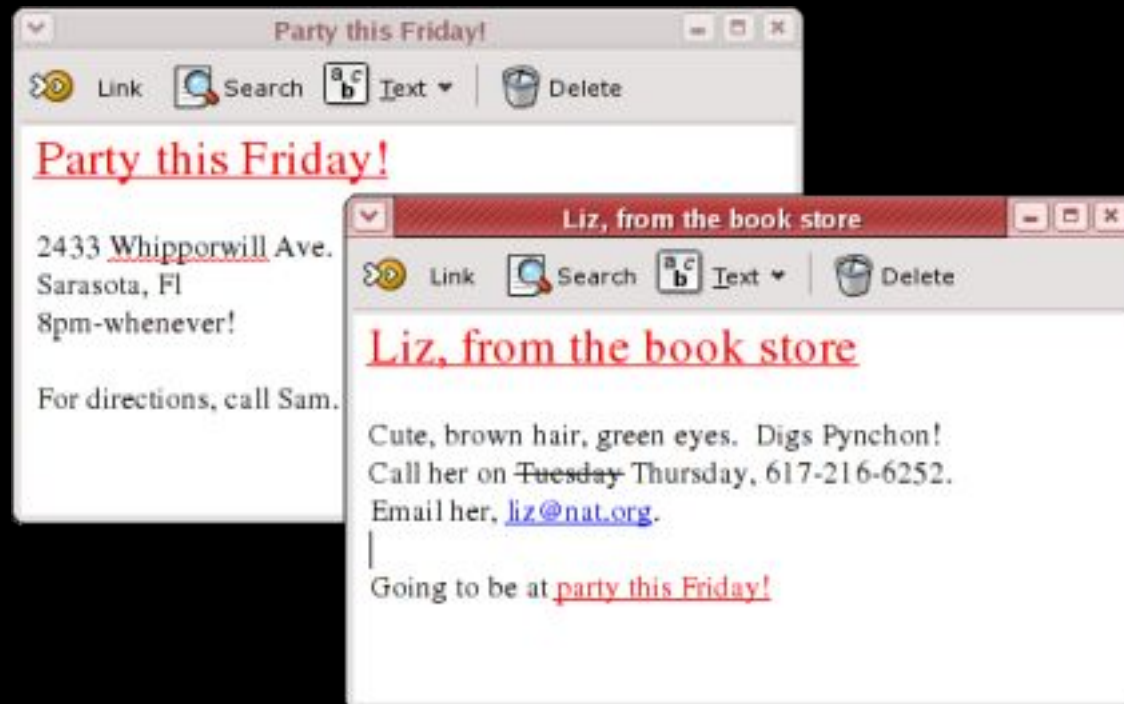 Party this Friday!
Link Search abc Text Delete
Party this Friday!
2433 Whipporwill Ave.
Sarasota, Fl
8pm-whenever!
For directions, call Sam.
Liz, from the book store
Link Search abc Text Delete
Liz, from the book store
Cute, brown hair, green eyes.  Digs Pynchon!
Call her on Tuesday Thursday, 617-216-6252.
Email her, liz@nat.org.
Going to be at party this Friday!